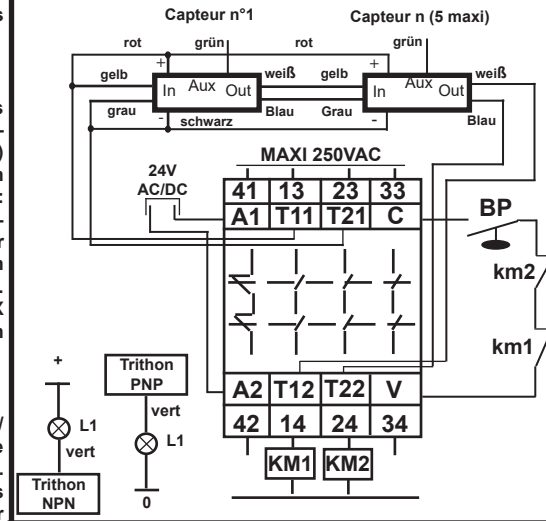 Capteur n°1
Capteur n (5 maxi)
rot grün rot grün
+ +
gelb weiß gelb weiß
In Aux Out In Aux Out
grau Blau Grau Blau
- schwarz -
MAXI 250VAC
24V
AC/DC
41 13 23 33
A1 T11 T21 C
BP
km2
km1
A2 T12 T22 V
42 14 24 34
KM1 KM2
+
L1
vert
Trithon
NPN
Trithon
PNP
vert
L1
0